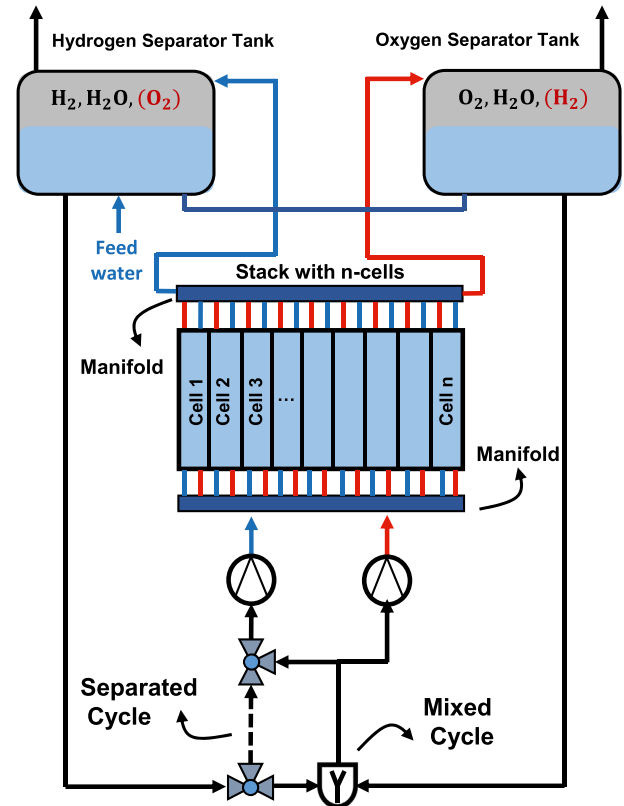 Hydrogen Separator Tank
Oxygen Separator Tank
H₂, H₂O, (O₂)
O₂, H₂O, (H₂)
Feed
water
Stack with n-cells
Manifold
Cell 1
Cell 2
Cell 3
...
Cell n
Manifold
Separated
Cycle
Mixed
Cycle